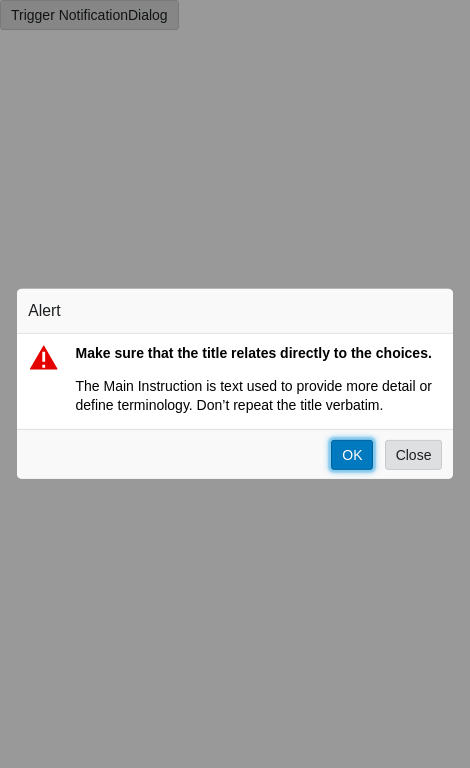 Trigger NotificationDialog
Alert
Make sure that the title relates directly to the choices.
The Main Instruction is text used to provide more detail or
define terminology. Don’t repeat the title verbatim.
OK Close